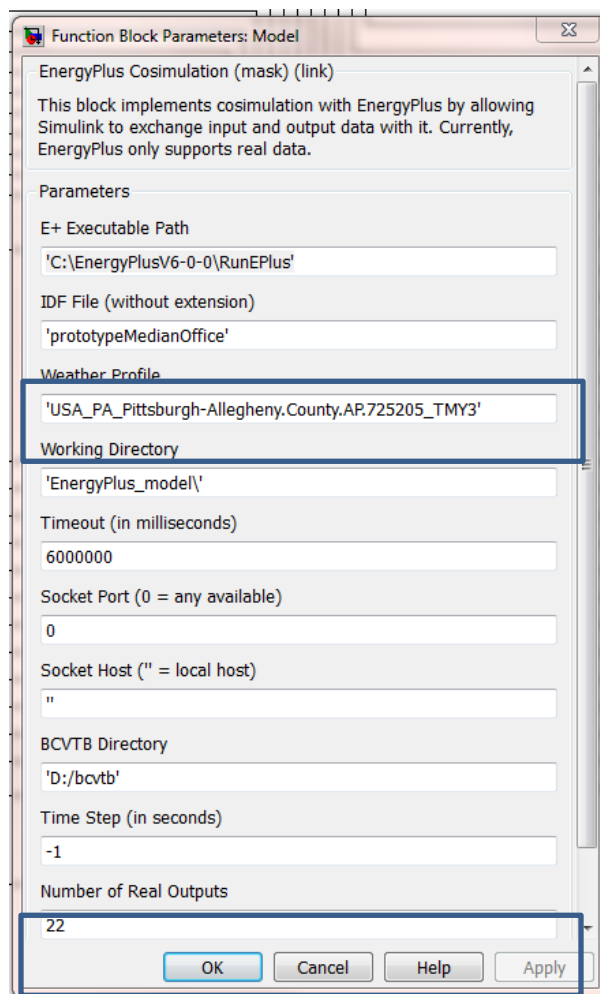 Function Block Parameters: Model
EnergyPlus Cosimulation (mask) (link)
This block implements cosimulation with EnergyPlus by allowing
Simulink to exchange input and output data with it. Currently,
EnergyPlus only supports real data.
Parameters
E+ Executable Path
'C:\EnergyPlusV6-0-0\RunEPlus'
IDF File (without extension)
'prototypeMedianOffice'
Weather Profile
'USA_PA_Pittsburgh-Allegheny.County.AP.725205_TMY3'
Working Directory
'EnergyPlus_model\'
Timeout (in milliseconds)
6000000
Socket Port (0 = any available)
0
Socket Host ('' = local host)
''
BCVTB Directory
'D:/bcvtb'
Time Step (in seconds)
-1
Number of Real Outputs
22
OK Cancel Help Apply